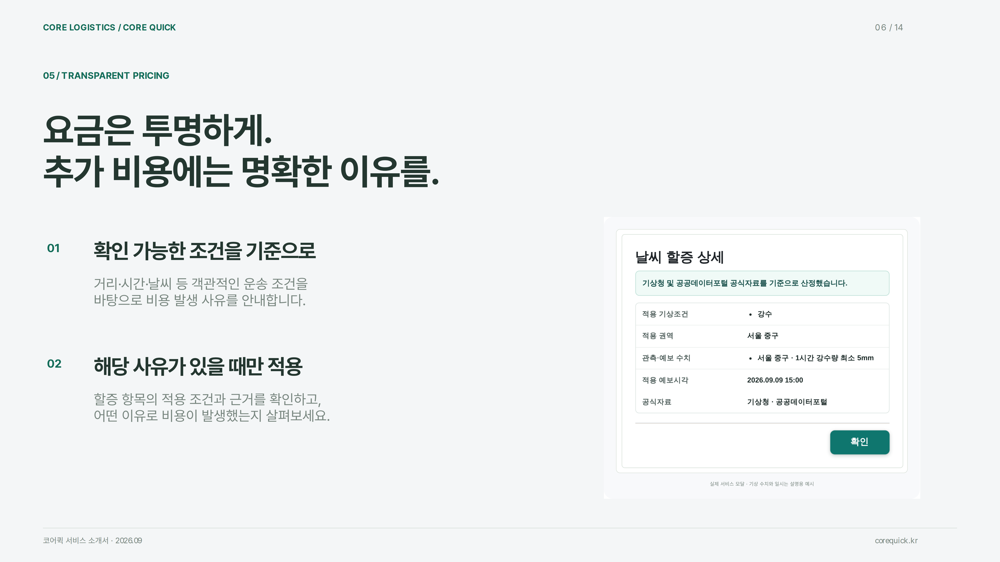 CORE LOGISTICS / CORE QUICK
06 / 14
05 / TRANSPARENT PRICING
요금은 투명하게.
추가 비용에는 명확한 이유를.
01
확인 가능한 조건을 기준으로
거리·시간·날씨 등 객관적인 운송 조건을
바탕으로 비용 발생 사유를 안내합니다.
02
해당 사유가 있을 때만 적용
할증 항목의 적용 조건과 근거를 확인하고,
어떤 이유로 비용이 발생했는지 살펴보세요.
날씨 할증 상세
기상청 및 공공데이터포털 공식자료를 기준으로 산정했습니다.
적용 기상조건 • 강수
적용 권역 서울 중구
관측·예보 수치 • 서울 중구 · 1시간 강수량 최소 5mm
적용 예보시각 2026.09.09 15:00
공식자료 기상청 · 공공데이터포털
확인
실제 서비스 모달 · 기상 수치와 일시는 설명용 예시
코어퀵 서비스 소개서 · 2026.09
corequick.kr